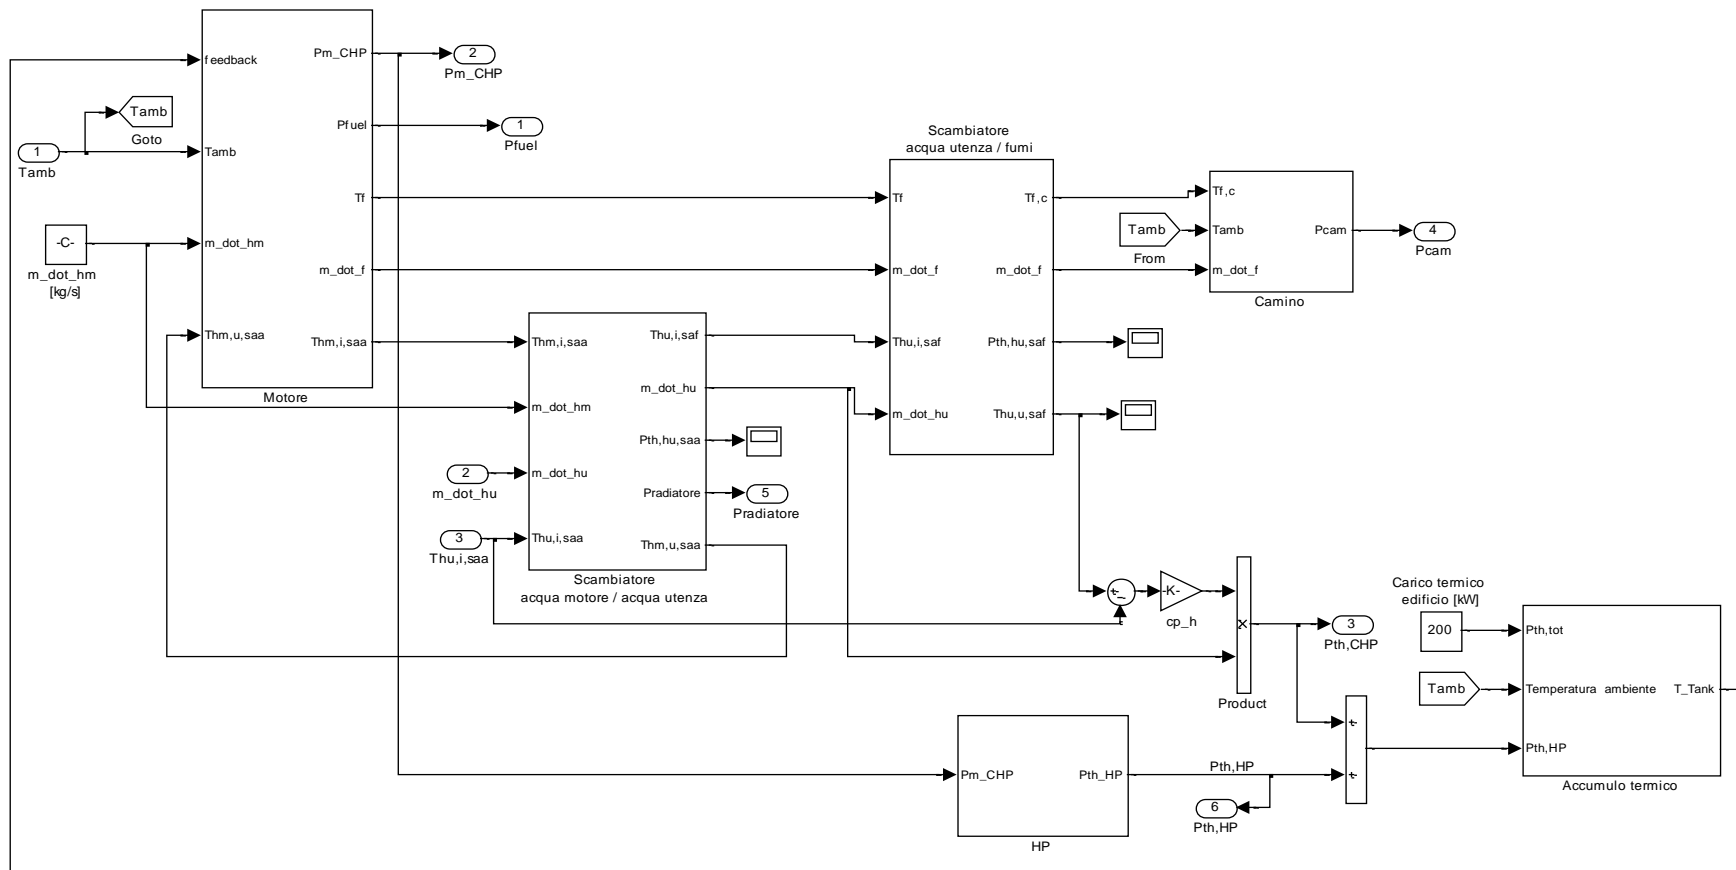 feedback
Pm_CHP
2
Pm_CHP
Tamb
Goto
Pfuel
1
Pfuel
1
Tamb
Tamb
Scambiatore
acqua utenza / fumi
Tf
Tf
Tf,c
Tf,c
-C-
m_dot_hm
[kg/s]
m_dot_hm
Tamb
From
Tamb
Pcam
4
Pcam
m_dot_f
m_dot_f
m_dot_f
m_dot_f
Camino
Thm,u,saa
Thm,i,saa
Motore
Thm,i,saa
Thu,i,saf
Thu,i,saf
Pth,hu,saf
m_dot_hm
m_dot_hu
m_dot_hu
Thu,u,saf
Pth,hu,saa
2
m_dot_hu
m_dot_hu
Pradiatore
5
Pradiatore
3
Thu,i,saa
Thu,i,saa
Thm,u,saa
Scambiatore
acqua motore / acqua utenza
+
-
-K-
cp_h
x
Product
3
Pth,CHP
Carico termico
edificio [kW]
200
Pth,tot
Tamb
Temperatura ambiente
T_Tank
Pth,HP
Accumulo termico
+
+
Pm_CHP
Pth_HP
HP
Pth,HP
6
Pth,HP